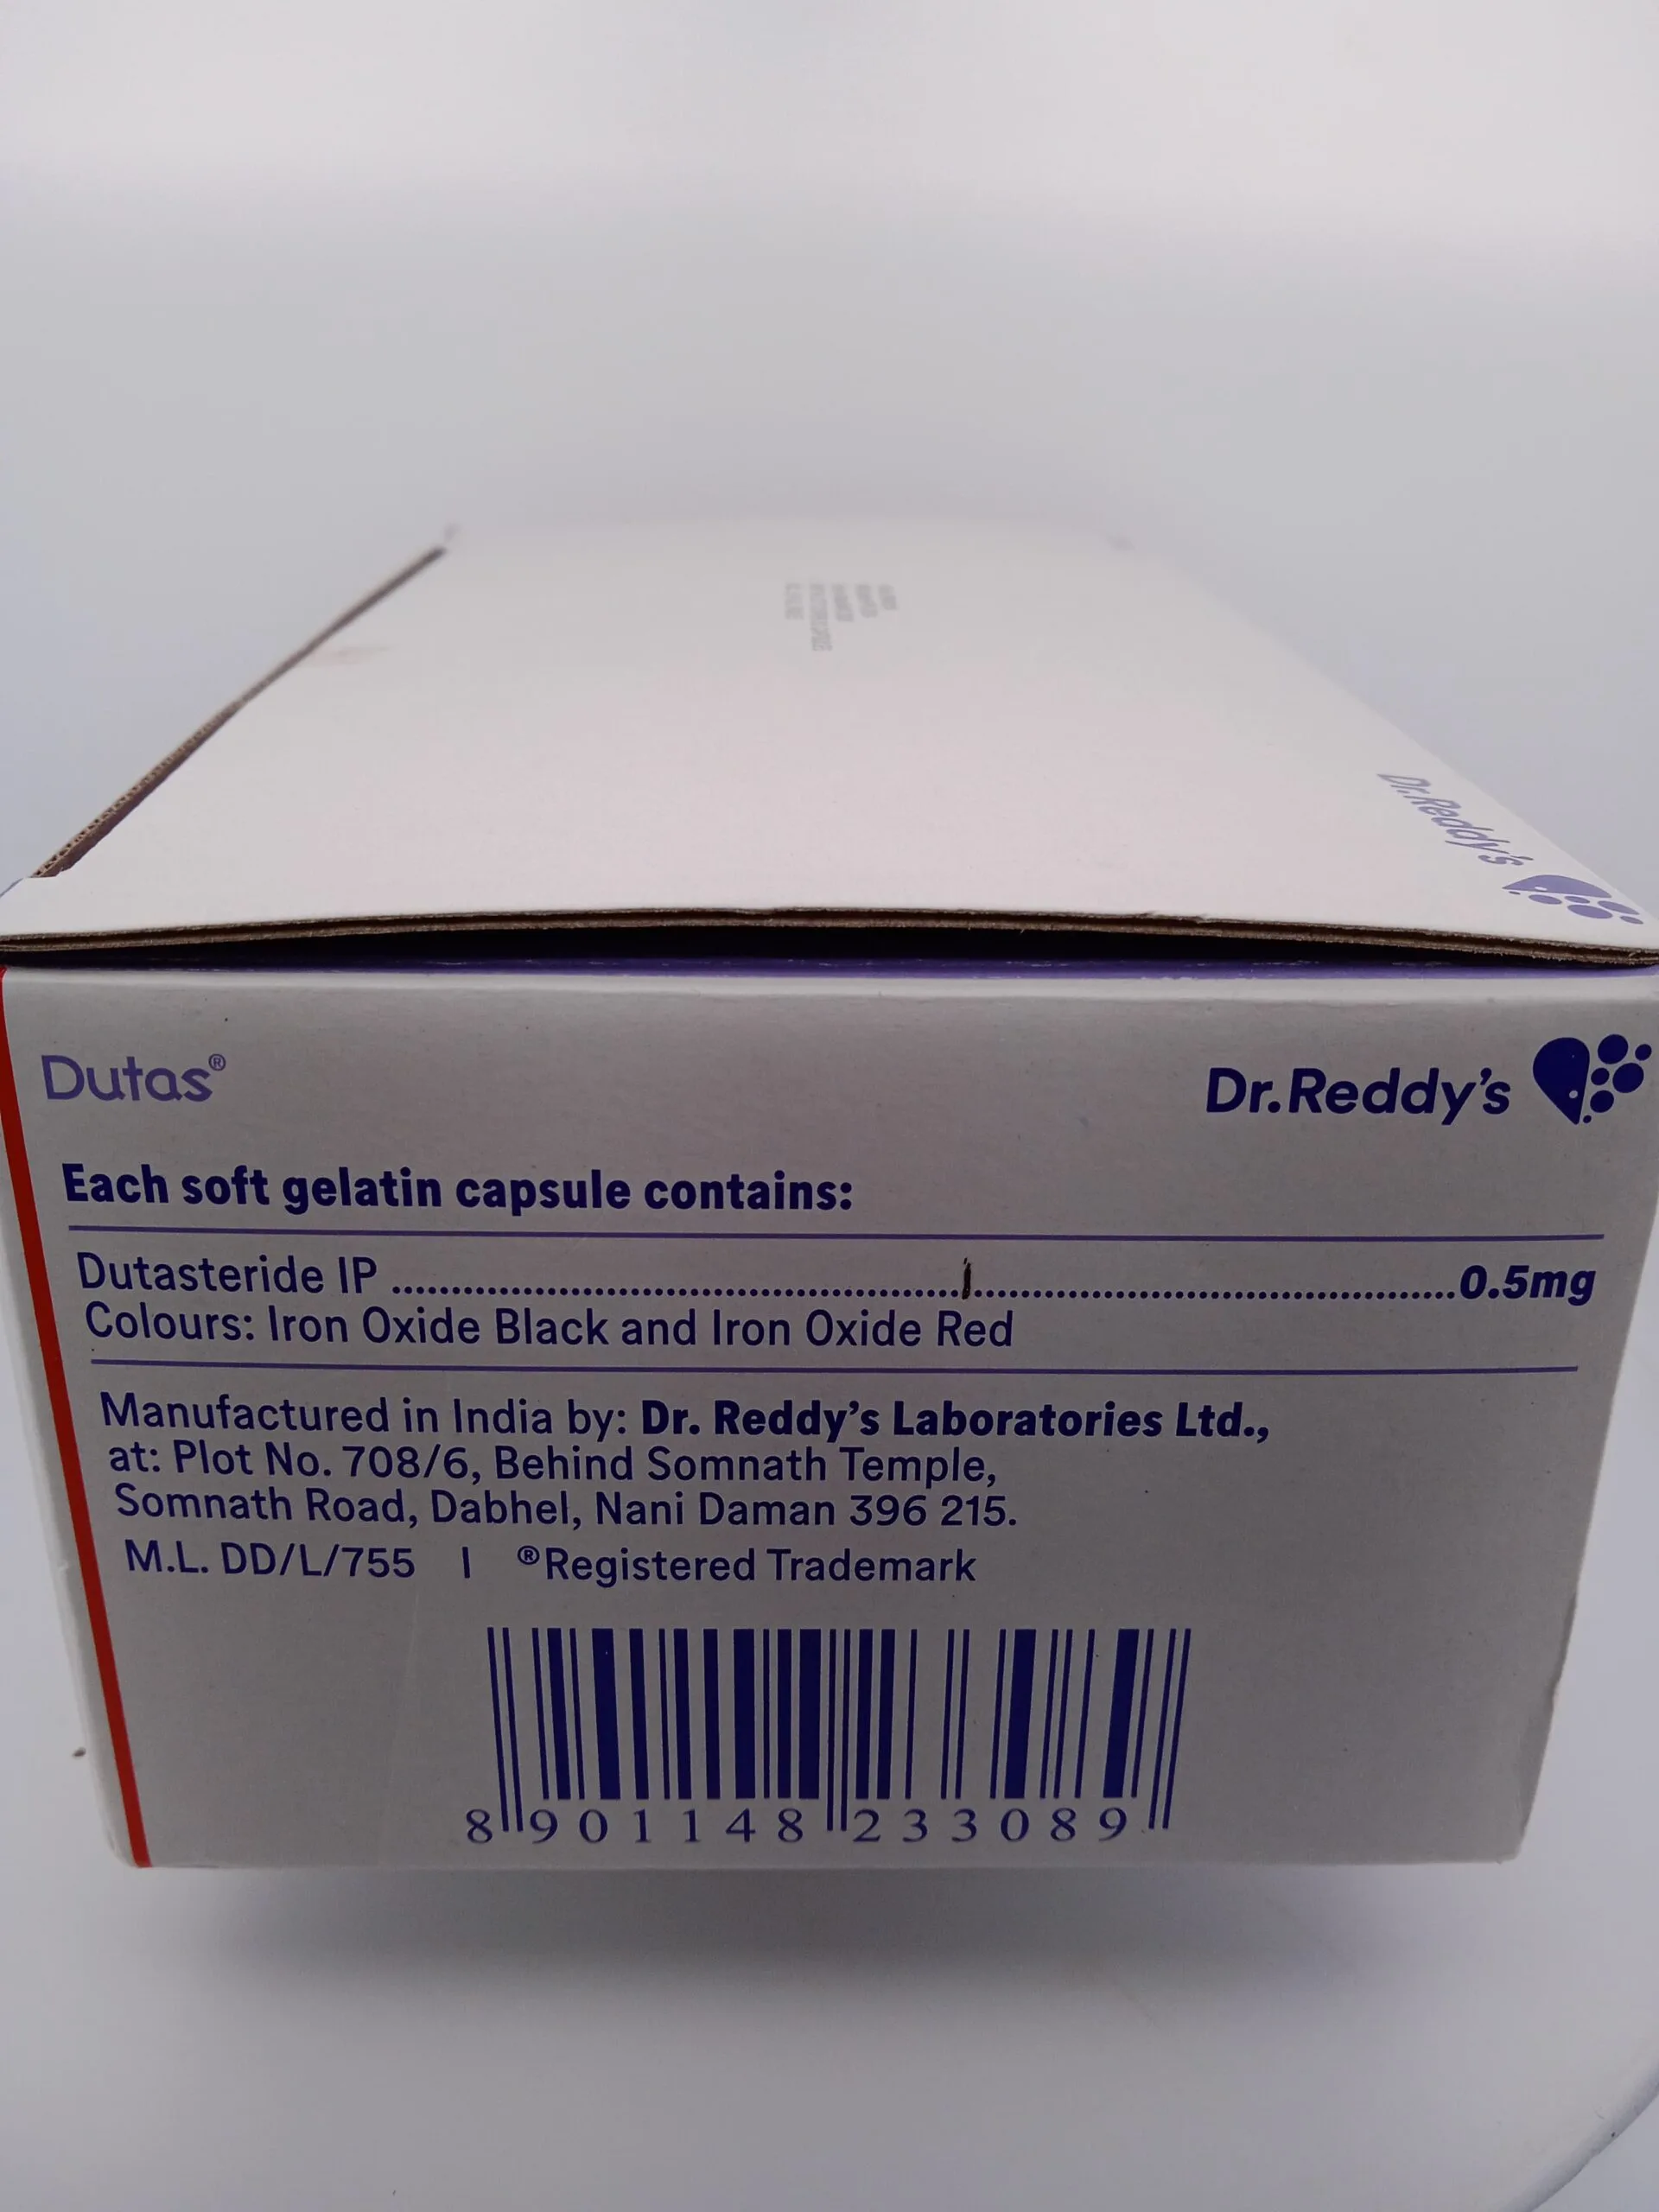 Dr.Reddy's
Dutas®
Dr.Reddy's
Each soft gelatin capsule contains:
Dutasteride IP ........................................................................................................0.5mg
Colours: Iron Oxide Black and Iron Oxide Red
Manufactured in India by: Dr. Reddy's Laboratories Ltd.,
at: Plot No. 708/6, Behind Somnath Temple,
Somnath Road, Dabhel, Nani Daman 396 215.
M.L. DD/L/755 | ®Registered Trademark
8 901148 233089